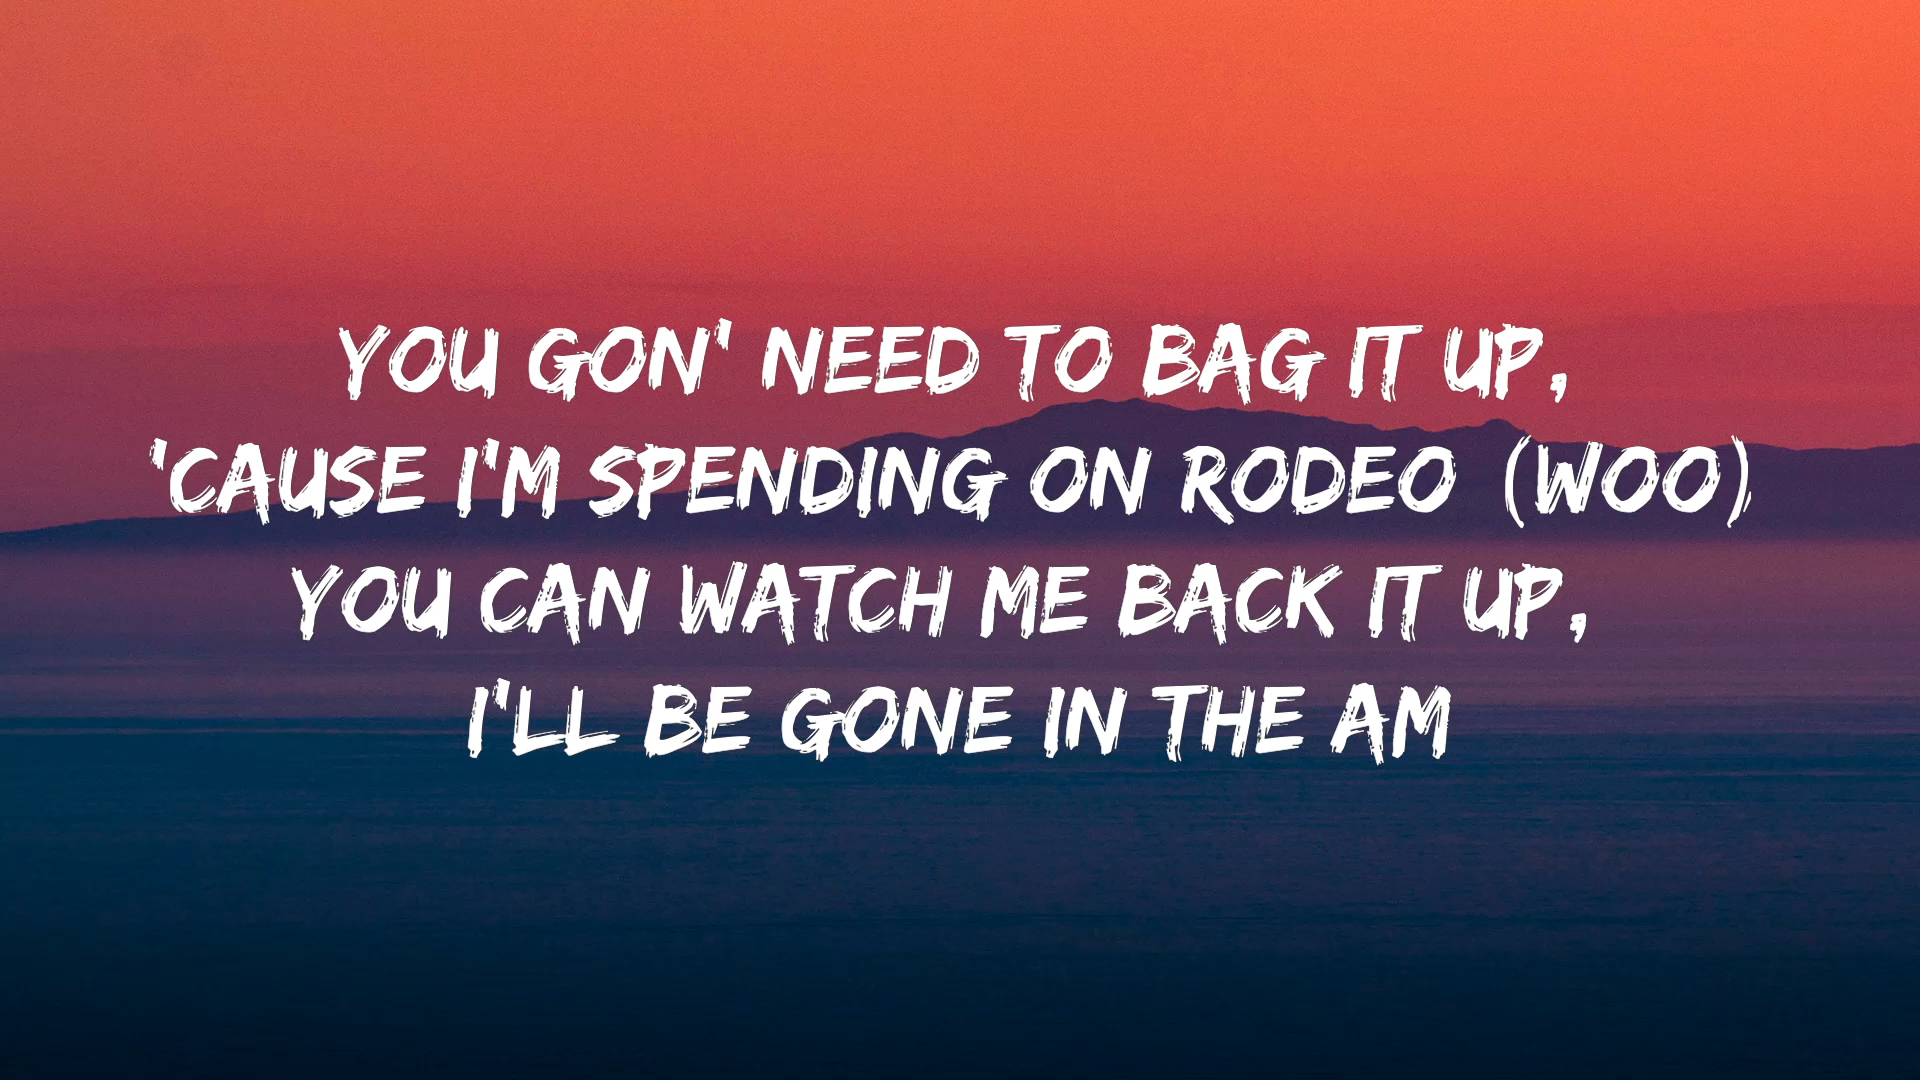 YOU GON' NEED TO BAG IT UP,
'CAUSE I'M SPENDING ON RODEO (WOO)
YOU CAN WATCH ME BACK IT UP,
I'LL BE GONE IN THE AM